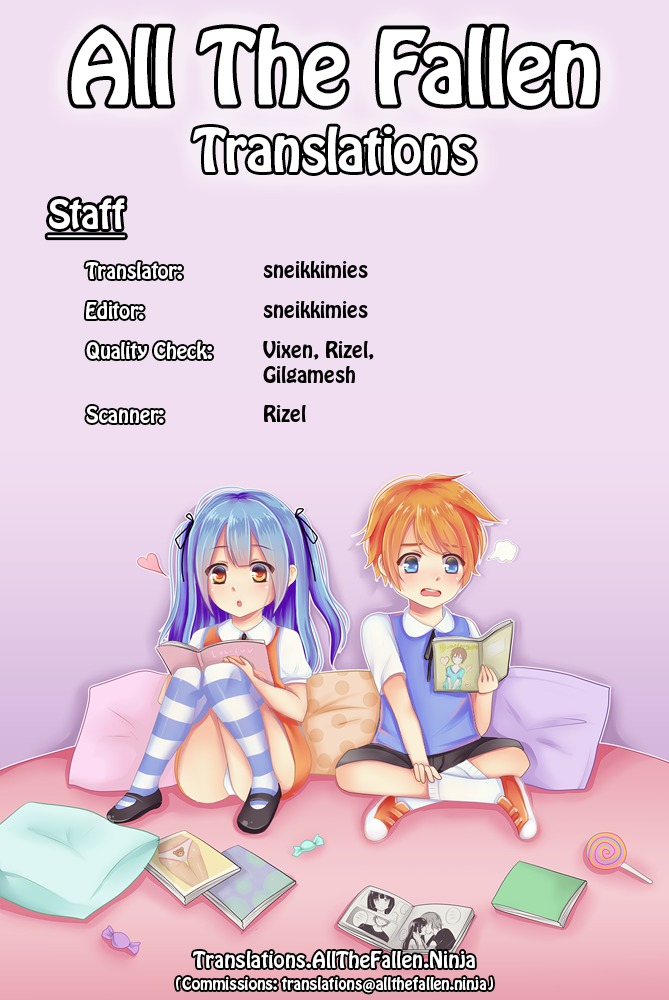 All The Fallen
Translations
Staff
Translator: sneikkimies
Editor: sneikkimies
Quality Check: Vixen, Rizel,
Gilgamesh
Scanner: Rizel
Translations.AllTheFallen.Ninja
(Commissions: translations@allthefallen.ninja)